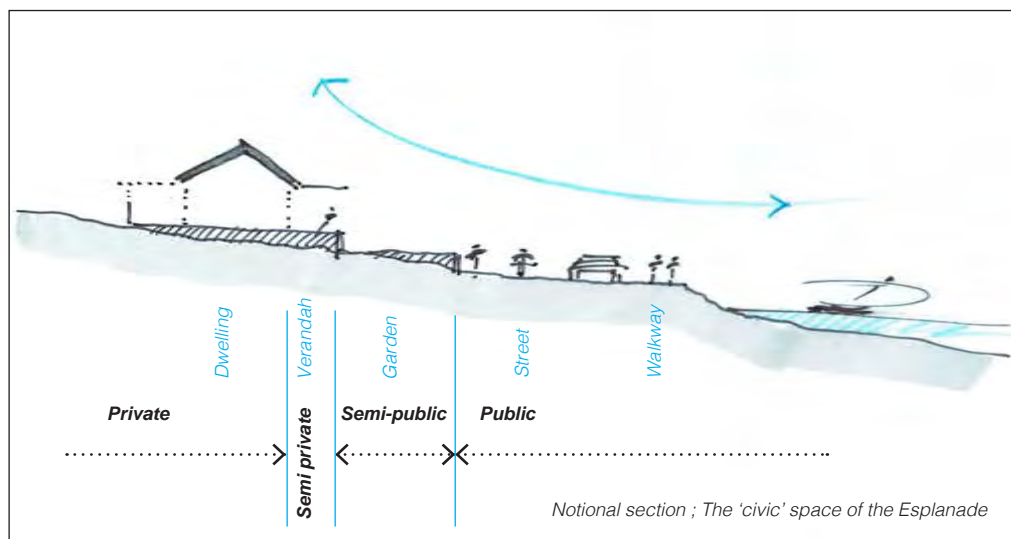 Dwelling
Verandah
Garden
Street
Walkway
Private
Semi private
Semi-public
Public
Notional section ; The ‘civic’ space of the Esplanade